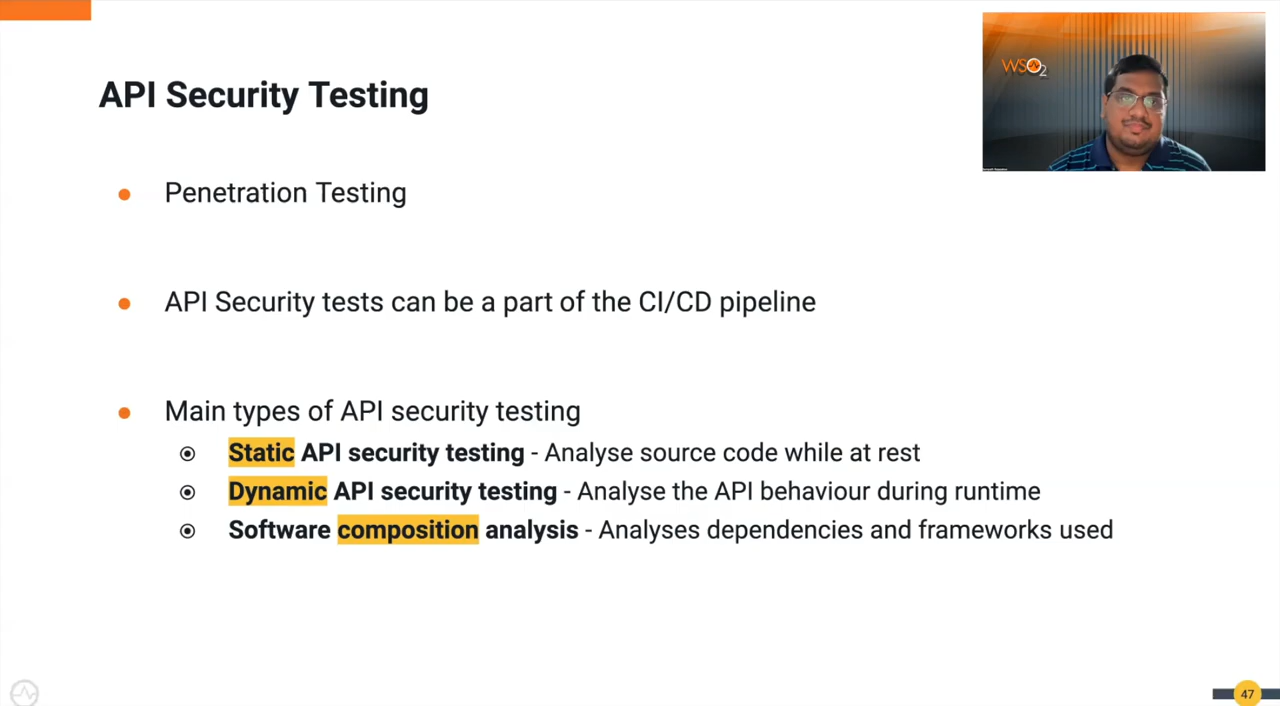 API Security Testing
WSO2
Penetration Testing
API Security tests can be a part of the CI/CD pipeline
Main types of API security testing
Static API security testing - Analyse source code while at rest
Dynamic API security testing - Analyse the API behaviour during runtime
Software composition analysis - Analyses dependencies and frameworks used
47